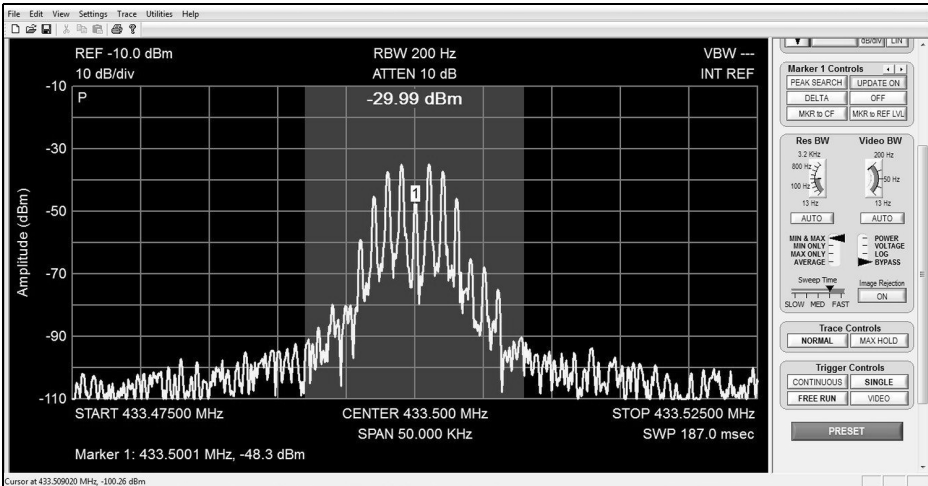 File Edit View Settings Trace Utilities Help
REF -10.0 dBm RBW 200 Hz VBW ---
10 dB/div ATTEN 10 dB INT REF
P -29.99 dBm
-10
-30
-50
-70
-90
-110
Amplitude (dBm)
1
START 433.47500 MHz CENTER 433.500 MHz STOP 433.52500 MHz
SPAN 50.000 KHz SWP 187.0 msec
Marker 1: 433.5001 MHz, -48.3 dBm
Cursor at 433.509020 MHz, -100.26 dBm
dB/div LIN
Marker 1 Controls
PEAK SEARCH UPDATE ON
DELTA OFF
MKR to CF MKR to REF LVL
Res BW Video BW
3.2 KHz 200 Hz
800 Hz
100 Hz 50 Hz
13 Hz 13 Hz
AUTO AUTO
MIN & MAX POWER
MIN ONLY VOLTAGE
MAX ONLY LOG
AVERAGE BYPASS
Sweep Time Image Rejection
SLOW MED FAST ON
Trace Controls
NORMAL MAX HOLD
Trigger Controls
CONTINUOUS SINGLE
FREE RUN VIDEO
PRESET